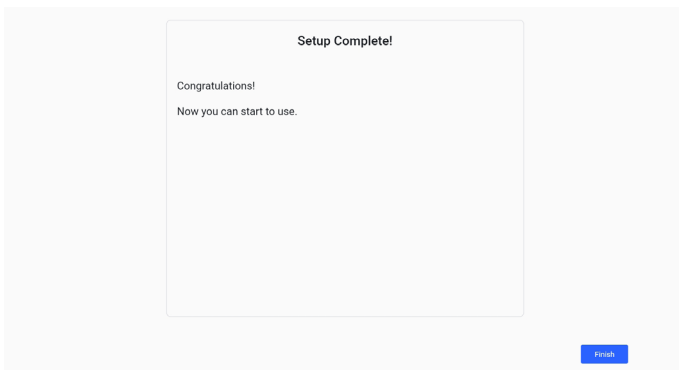 Setup Complete!
Congratulations!
Now you can start to use.
Finish